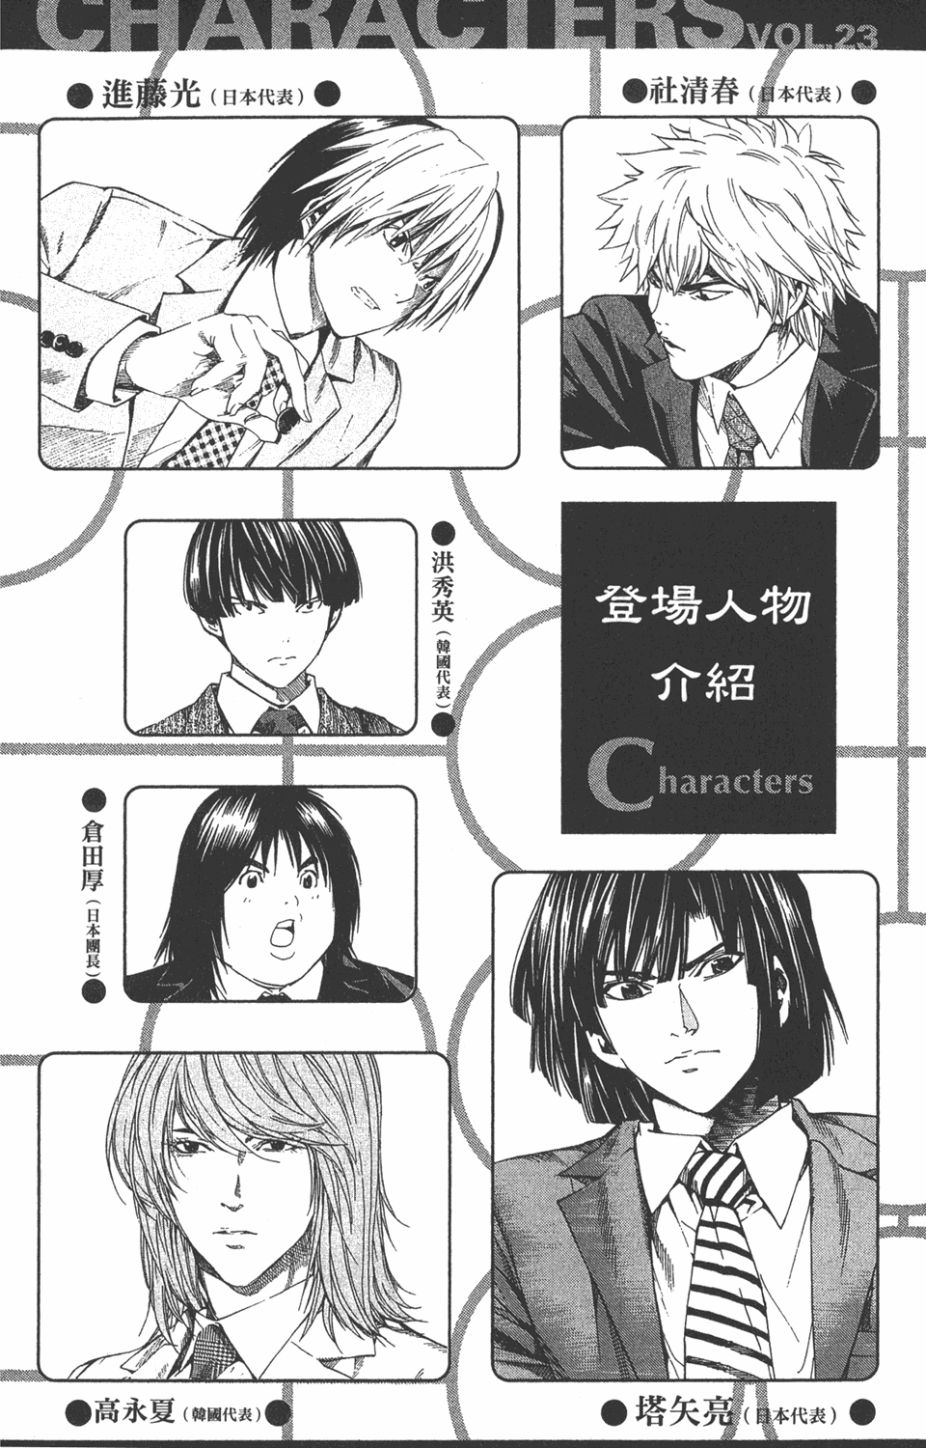 CHARACTERS VOL.23
進藤光(日本代表)
社清春(日本代表)
洪秀英(韓國代表)
登場人物
介紹
Characters
倉田厚(日本團長)
高永夏(韓國代表)
塔矢亮(日本代表)